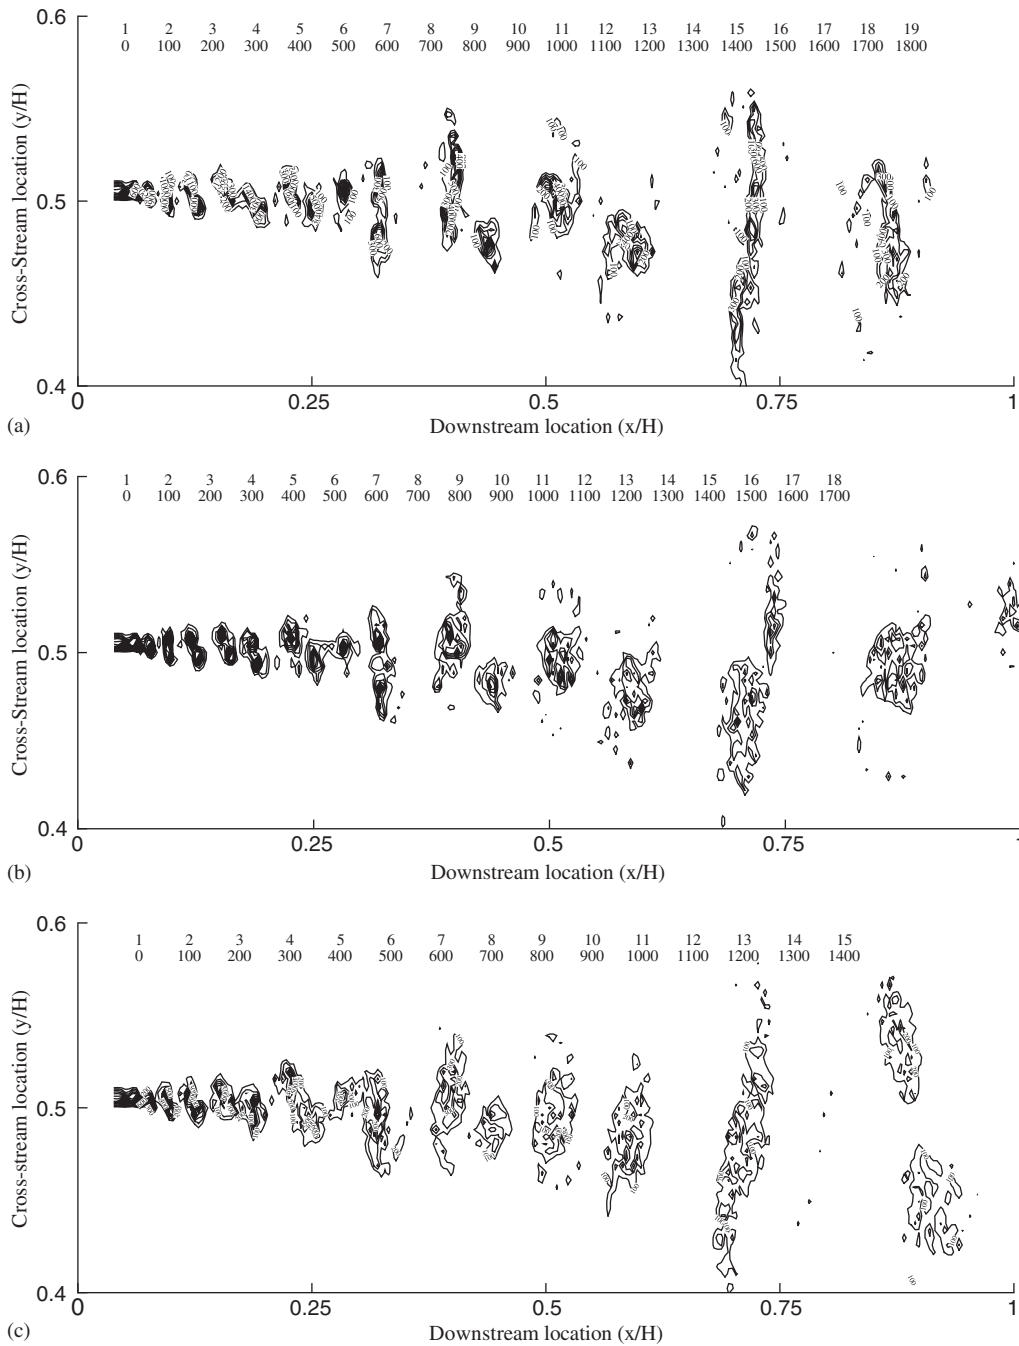 0.6
1 2 3 4 5 6 7 8 9 10 11 12 13 14 15 16 17 18 19
0 100 200 300 400 500 600 700 800 900 1000 1100 1200 1300 1400 1500 1600 1700 1800
Cross-Stream location (y/H)
0.5
0.4
0 0.25 0.5 0.75 1
(a)
Downstream location (x/H)
0.6
1 2 3 4 5 6 7 8 9 10 11 12 13 14 15 16 17 18
0 100 200 300 400 500 600 700 800 900 1000 1100 1200 1300 1400 1500 1600 1700
Cross-Stream location (y/H)
0.5
0.4
0 0.25 0.5 0.75
(b)
Downstream location (x/H)
0.6
1 2 3 4 5 6 7 8 9 10 11 12 13 14 15
0 100 200 300 400 500 600 700 800 900 1000 1100 1200 1300 1400
Cross-stream location (y/H)
0.5
0.4
0 0.25 0.5 0.75 1
(c)
Downstream location (x/H)